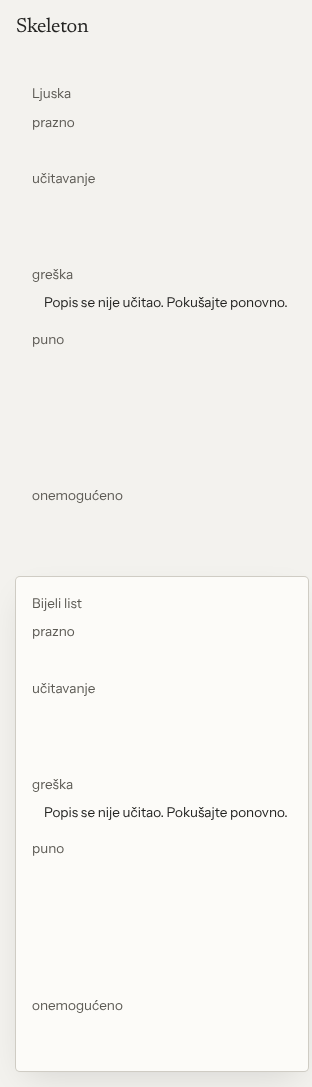 Skeleton
Ljuska
prazno
učitavanje
greška
Popis se nije učitao. Pokušajte ponovno.
puno
onemogućeno
Bijeli list
prazno
učitavanje
greška
Popis se nije učitao. Pokušajte ponovno.
puno
onemogućeno